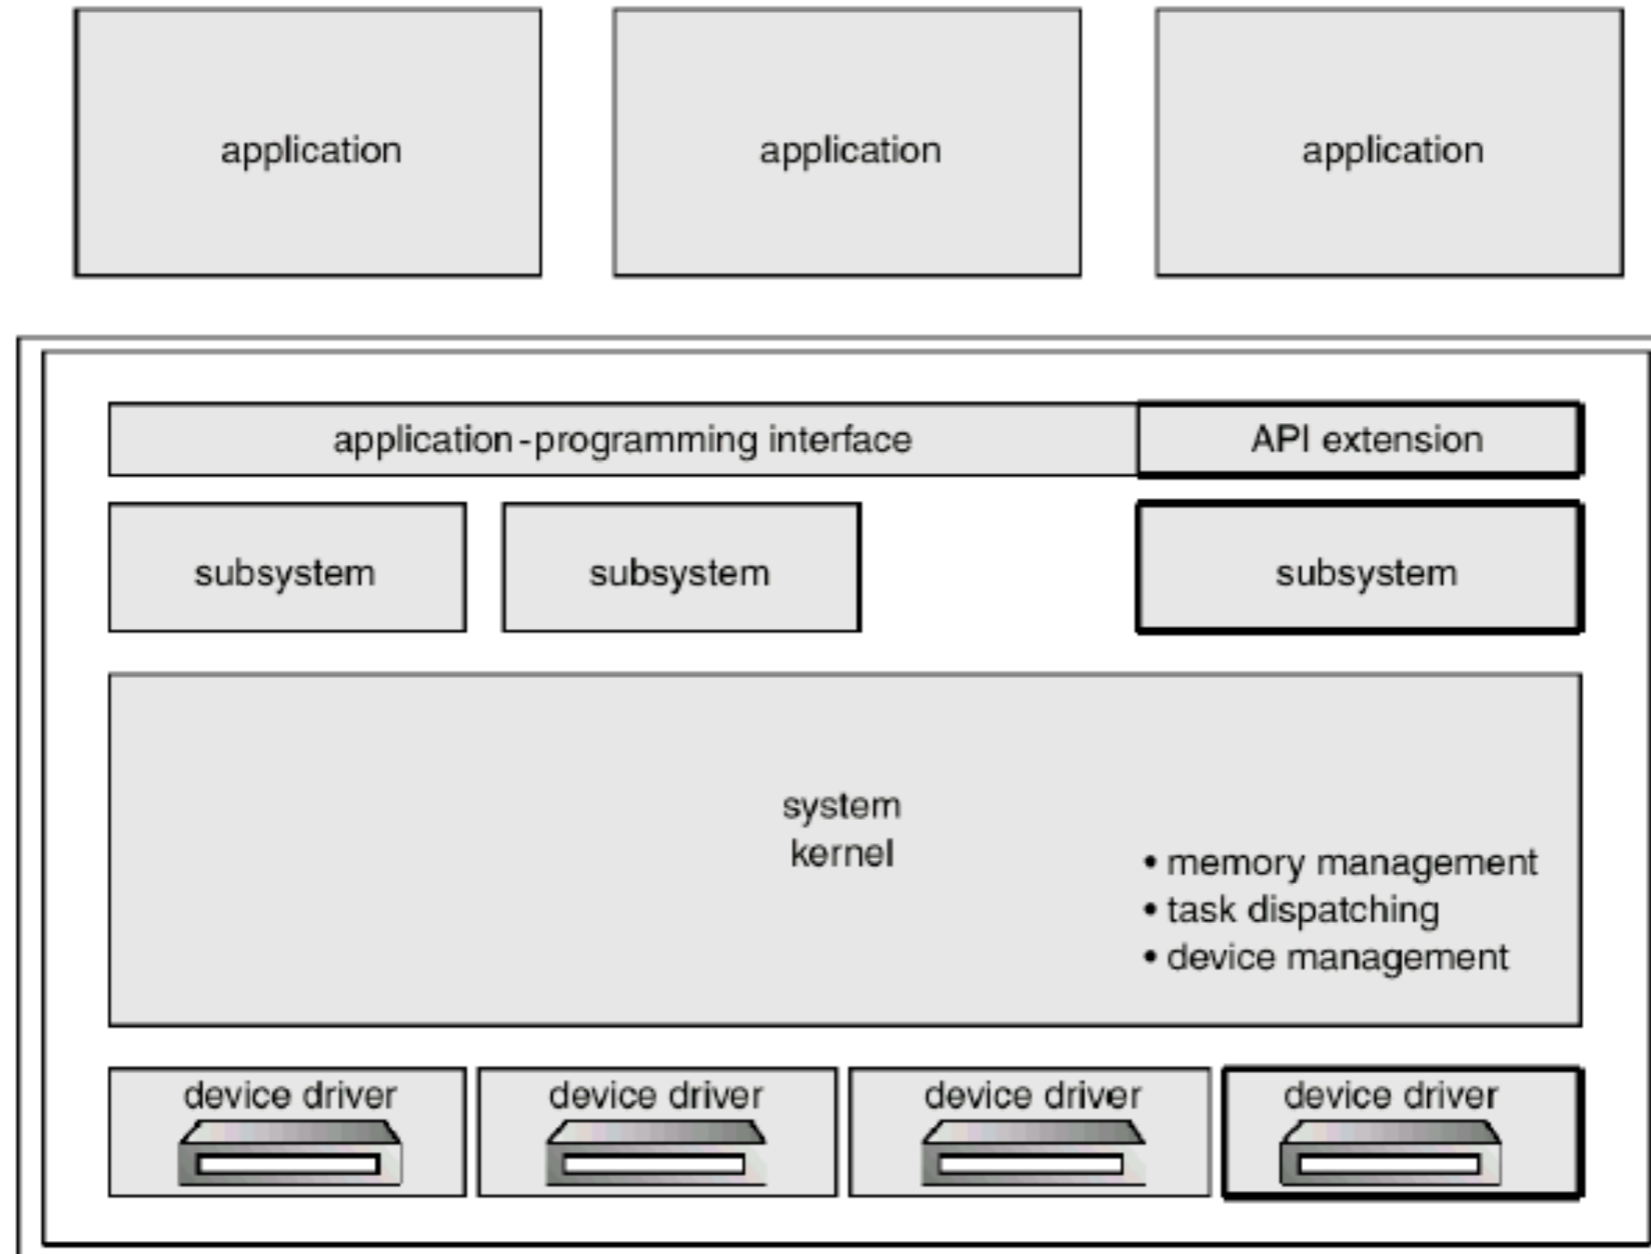 application
application
application
application-programming interface
API extension
subsystem
subsystem
subsystem
system
kernel
• memory management
• task dispatching
• device management
device driver
device driver
device driver
device driver